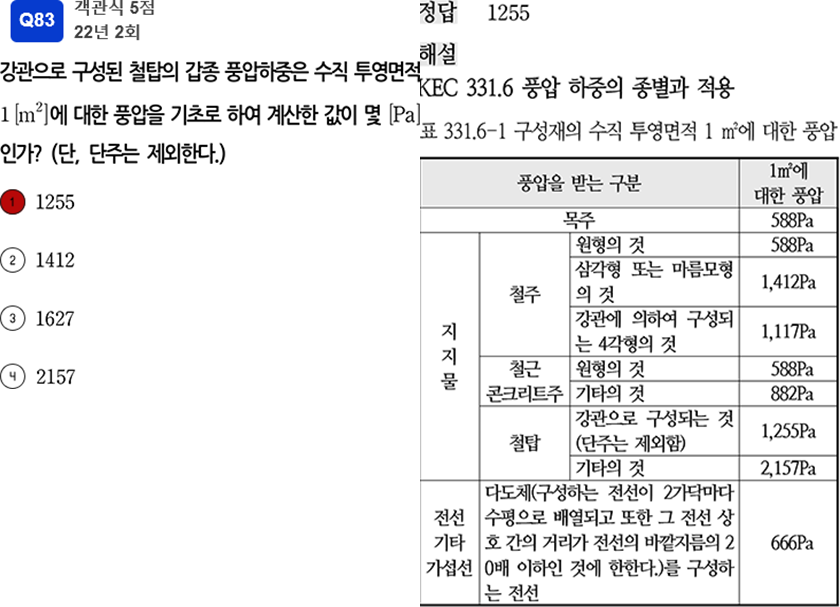 Q83
객관식 5점
22년 2회
강관으로 구성된 철탑의 갑종 풍압하중은 수직 투영면적
1[m²]에 대한 풍압을 기초로 하여 계산한 값이 몇 [Pa]
인가? (단, 단주는 제외한다.)
1 1255
2 1412
3 1627
4 2157
정답 1255
해설
KEC 331.6 풍압 하중의 종별과 적용
표 331.6-1 구성재의 수직 투영면적 1 ㎡에 대한 풍압
풍압을 받는 구분
1㎡에
대한 풍압
목주
588Pa
지
지
물
철주
원형의 것
588Pa
삼각형 또는 마름모형
의 것
1,412Pa
강관에 의하여 구성되
는 4각형의 것
1,117Pa
철근
콘크리트주
원형의 것
588Pa
기타의 것
882Pa
철탑
강관으로 구성되는 것
(단주는 제외함)
1,255Pa
기타의 것
2,157Pa
전선
기타
가섭선
다도체(구성하는 전선이 2가닥마다
수평으로 배열되고 또한 그 전선 상
호 간의 거리가 전선의 바깥지름의 2
0배 이하인 것에 한한다.)를 구성하
는 전선
666Pa